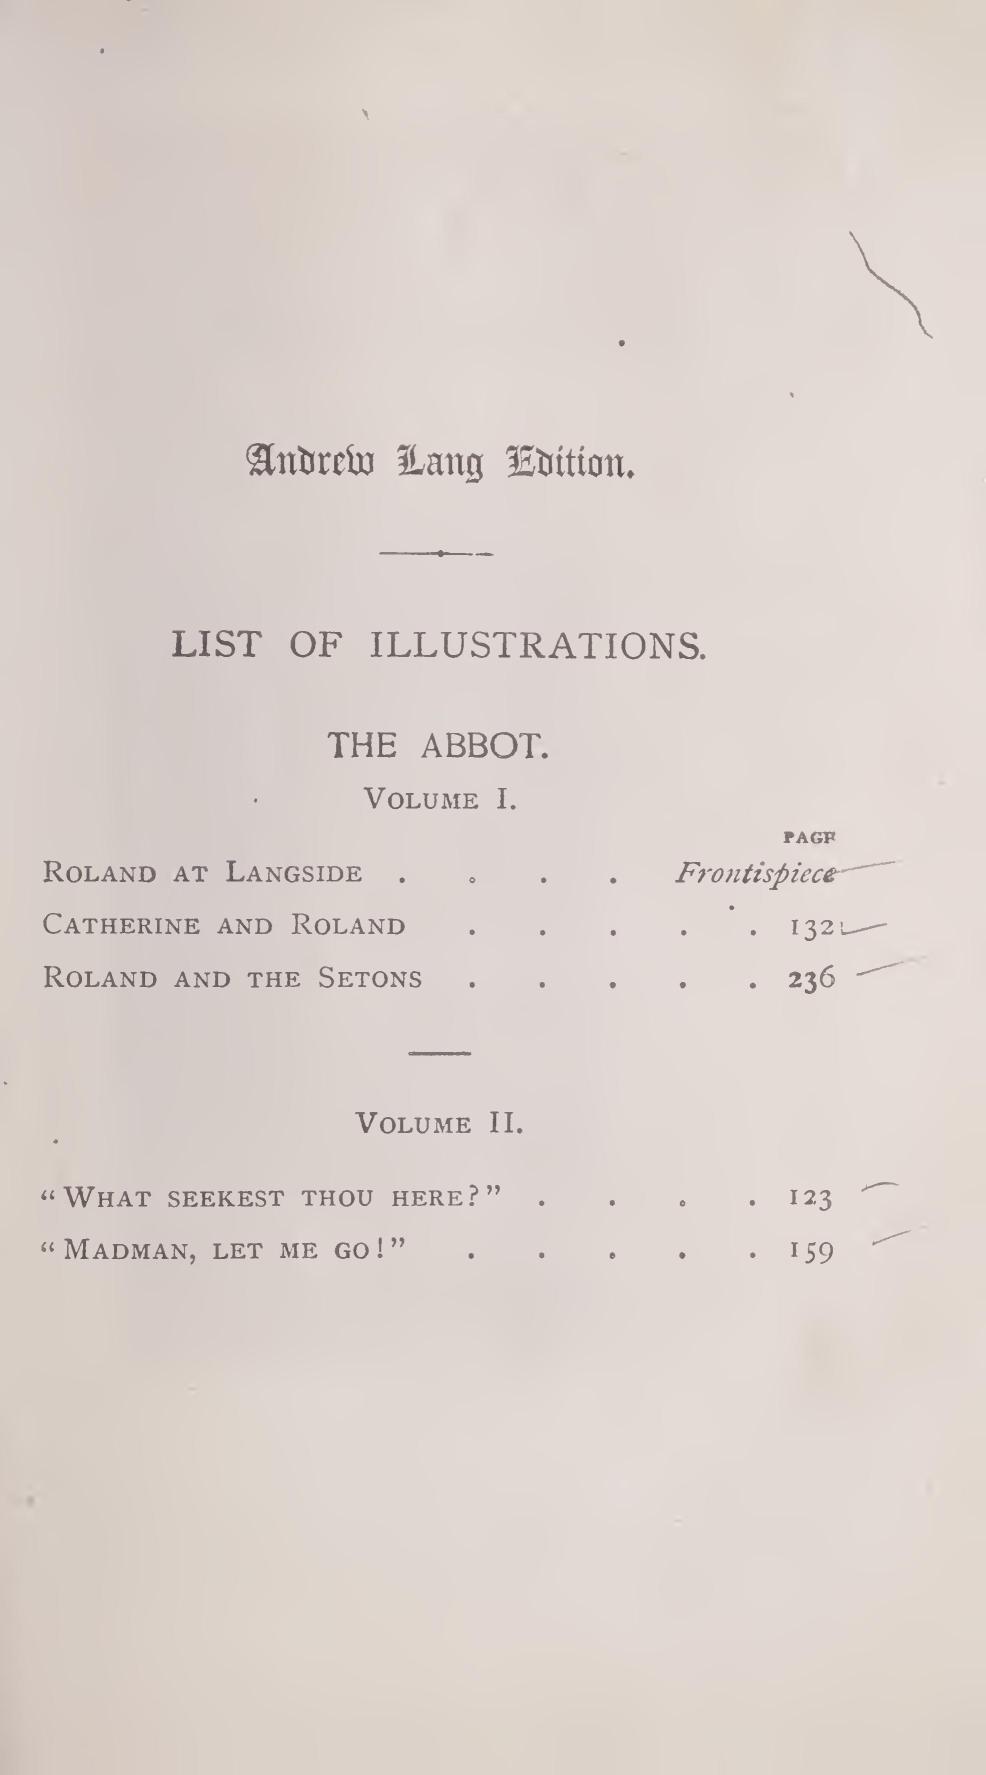 Andrew Lang Edition.
LIST OF ILLUSTRATIONS.
THE ABBOT.
VOLUME I.
PAGE
ROLAND AT LANGSIDE . . . . Frontispiece
CATHERINE AND ROLAND . . . . . 132
ROLAND AND THE SETONS . . . . . 236
VOLUME II.
“WHAT SEEKEST THOU HERE?” . . . . 123
“MADMAN, LET ME GO!” . . . . . 159